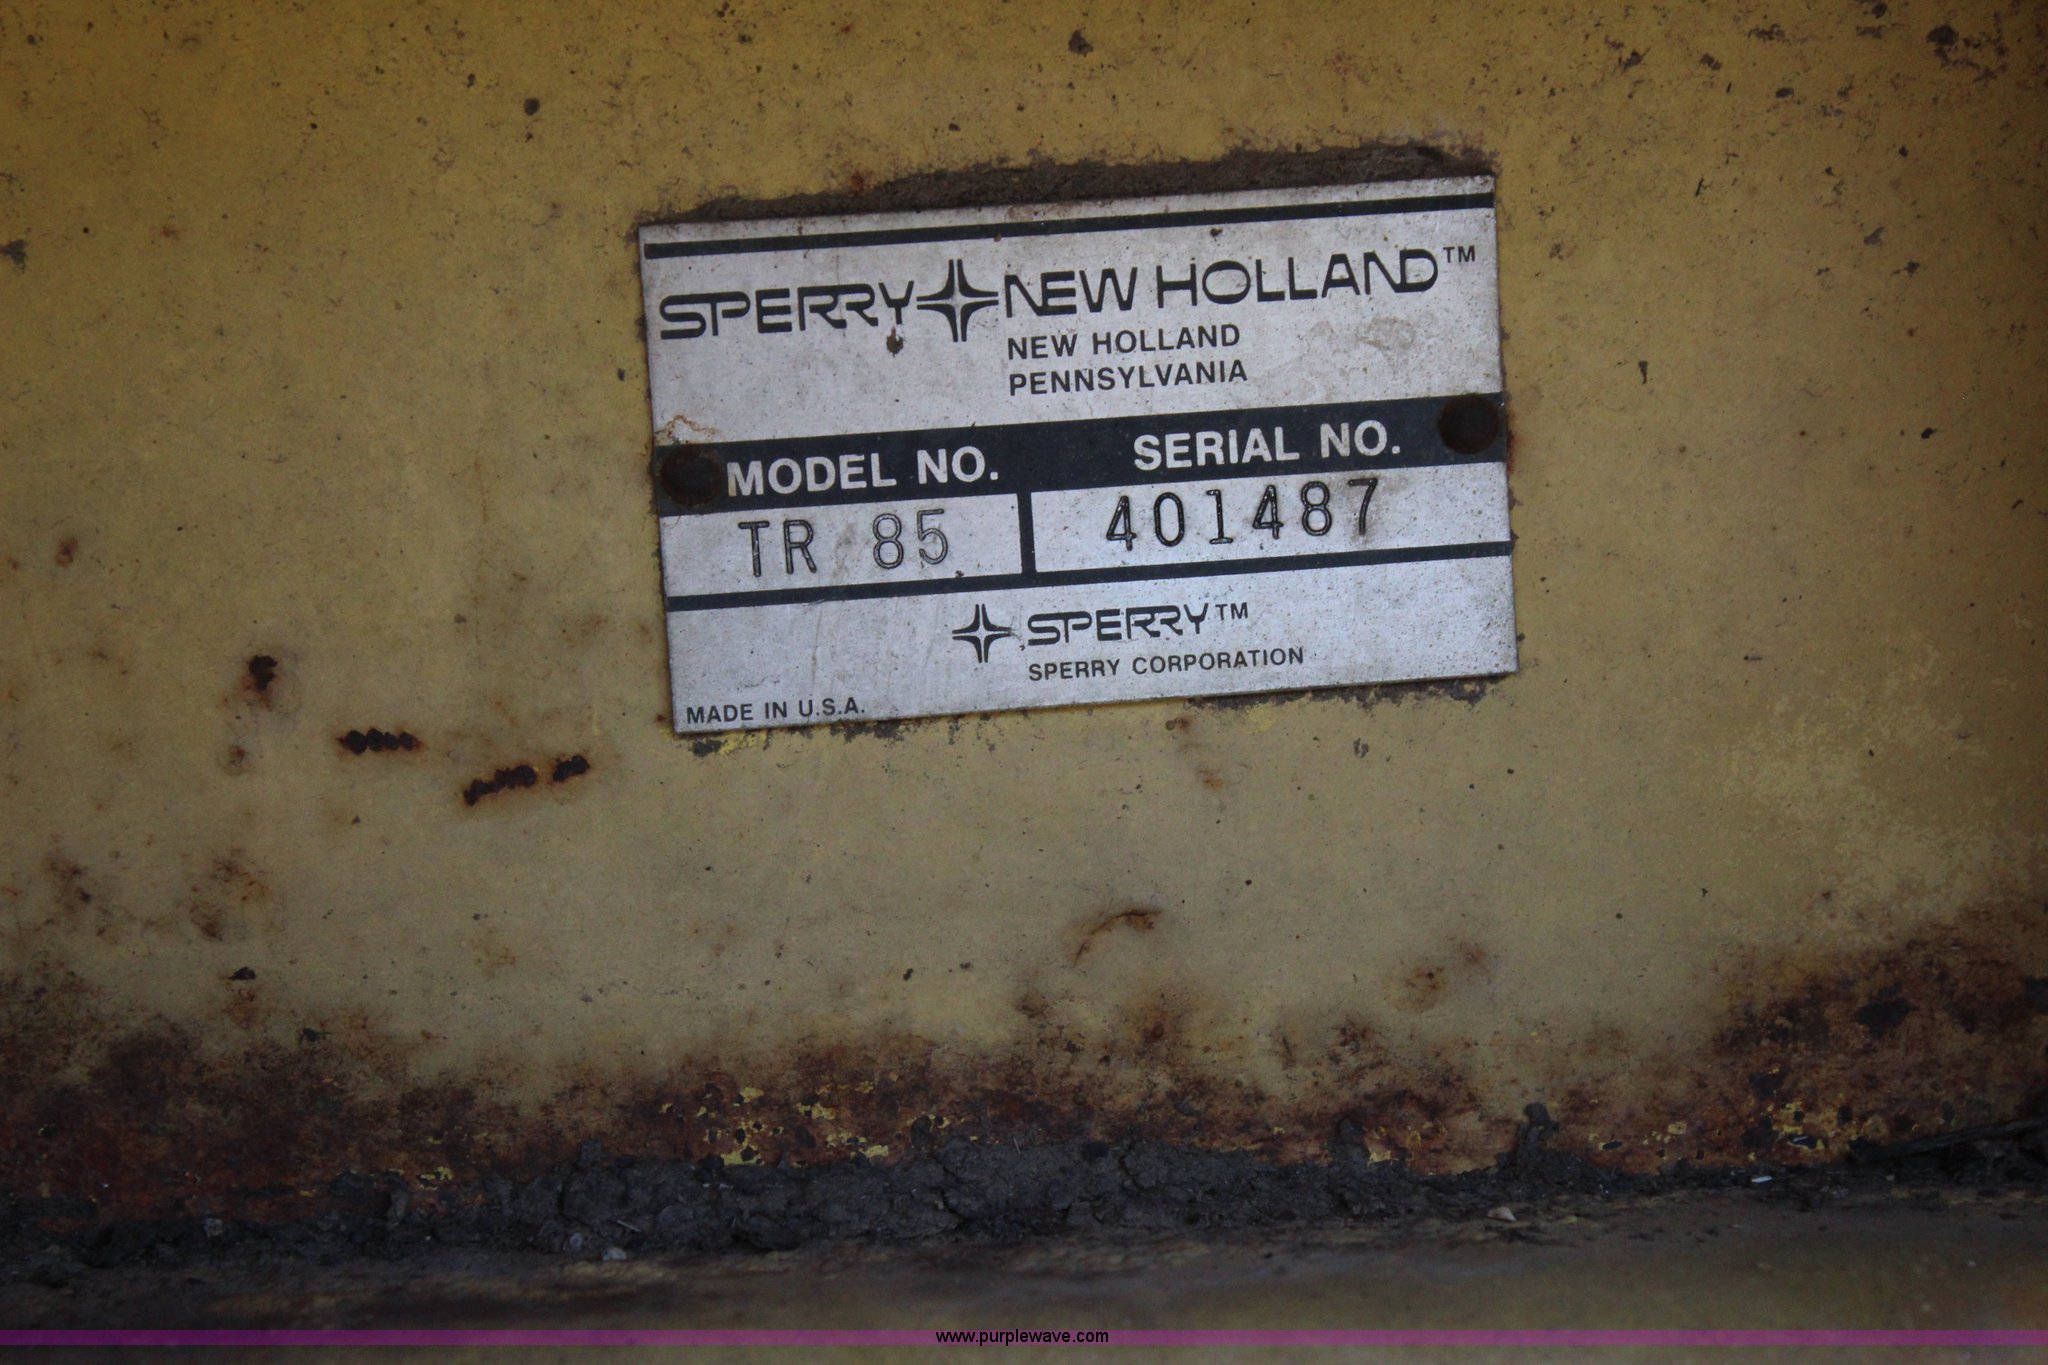 SPERRY NEW HOLLAND™
NEW HOLLAND
PENNSYLVANIA
MODEL NO. SERIAL NO.
TR 85 401487
SPERRY™
SPERRY CORPORATION
MADE IN U.S.A.
www.purplewave.com